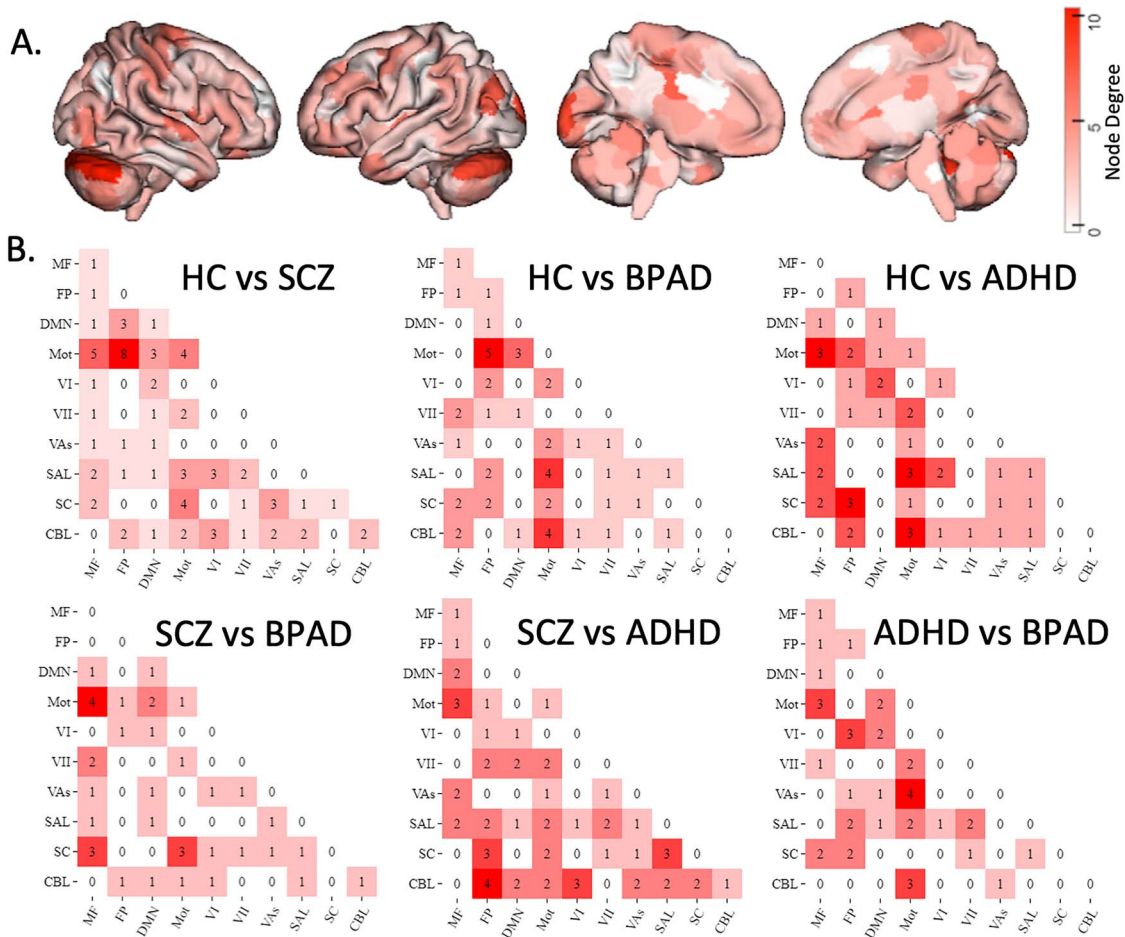 A.
10
5
0
Node Degree
B.
HC vs SCZ
MF 1
FP 1 0
DMN 1 3 1
Mot 5 8 3 4
VI 1 0 2 0 0
VII 1 0 1 2 0 0
VAs 1 1 1 0 0 0 0
SAL 2 1 1 3 3 2 0 0
SC 2 0 0 4 0 1 3 1 1
CBL 0 2 1 2 3 1 2 2 0 2
MF FP DMN Mot VI VII VAs SAL SC CBL
HC vs BPAD
MF 1
FP 1 1
DMN 0 1 0
Mot 0 5 3 0
VI 0 2 0 2 0
VII 2 1 1 0 0 0
VAs 1 0 0 2 1 1 0
SAL 0 2 0 4 0 1 1 1
SC 2 2 0 2 0 1 1 0 0
CBL 2 0 1 4 1 1 0 1 0 0
MF FP DMN Mot VI VII VAs SAL SC CBL
HC vs ADHD
MF 0
FP 0 1
DMN 1 0 1
Mot 3 2 1 1
VI 0 1 2 0 1
VII 0 1 1 2 0 0
VAs 2 0 0 1 0 0 0
SAL 2 0 0 3 2 0 1 1
SC 2 3 0 1 0 0 1 1 0
CBL 0 2 0 3 1 1 1 1 0 0
MF FP DMN Mot VI VII VAs SAL SC CBL
SCZ vs BPAD
MF 0
FP 0 0
DMN 1 0 1
Mot 4 1 2 1
VI 0 1 1 0 0
VII 2 0 0 1 0 0
VAs 1 0 1 0 1 1 0
SAL 1 0 1 0 0 0 1 0
SC 3 0 0 3 1 1 1 1 0
CBL 0 1 1 1 1 0 0 1 0 1
MF FP DMN Mot VI VII VAs SAL SC CBL
SCZ vs ADHD
MF 1
FP 1 0
DMN 2 0 0
Mot 3 1 0 1
VI 0 1 1 0 0
VII 0 2 2 2 0 0
VAs 2 0 0 1 0 1 0
SAL 2 2 1 2 1 2 1 0
SC 0 3 0 2 0 1 1 3 0
CBL 0 4 2 2 3 0 2 2 2 1
MF FP DMN Mot VI VII VAs SAL SC CBL
ADHD vs BPAD
MF 1
FP 1 1
DMN 1 0 0
Mot 3 0 2 0
VI 0 3 2 0 0
VII 1 0 0 2 0 0
VAs 0 1 1 4 0 0 0
SAL 0 2 1 2 1 2 0 0
SC 2 2 0 0 0 1 0 1 0
CBL 0 0 0 3 0 0 1 0 0 0
MF FP DMN Mot VI VII VAs SAL SC CBL